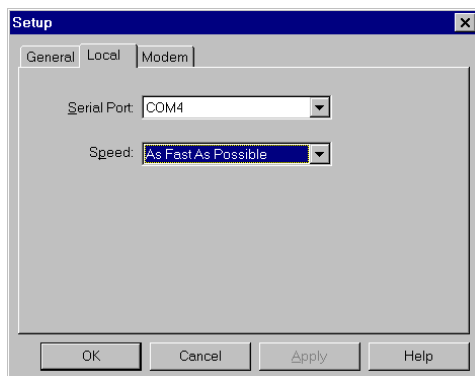 Setup
General Local Modem
Serial Port: COM4
Speed: As Fast As Possible
OK Cancel Apply Help